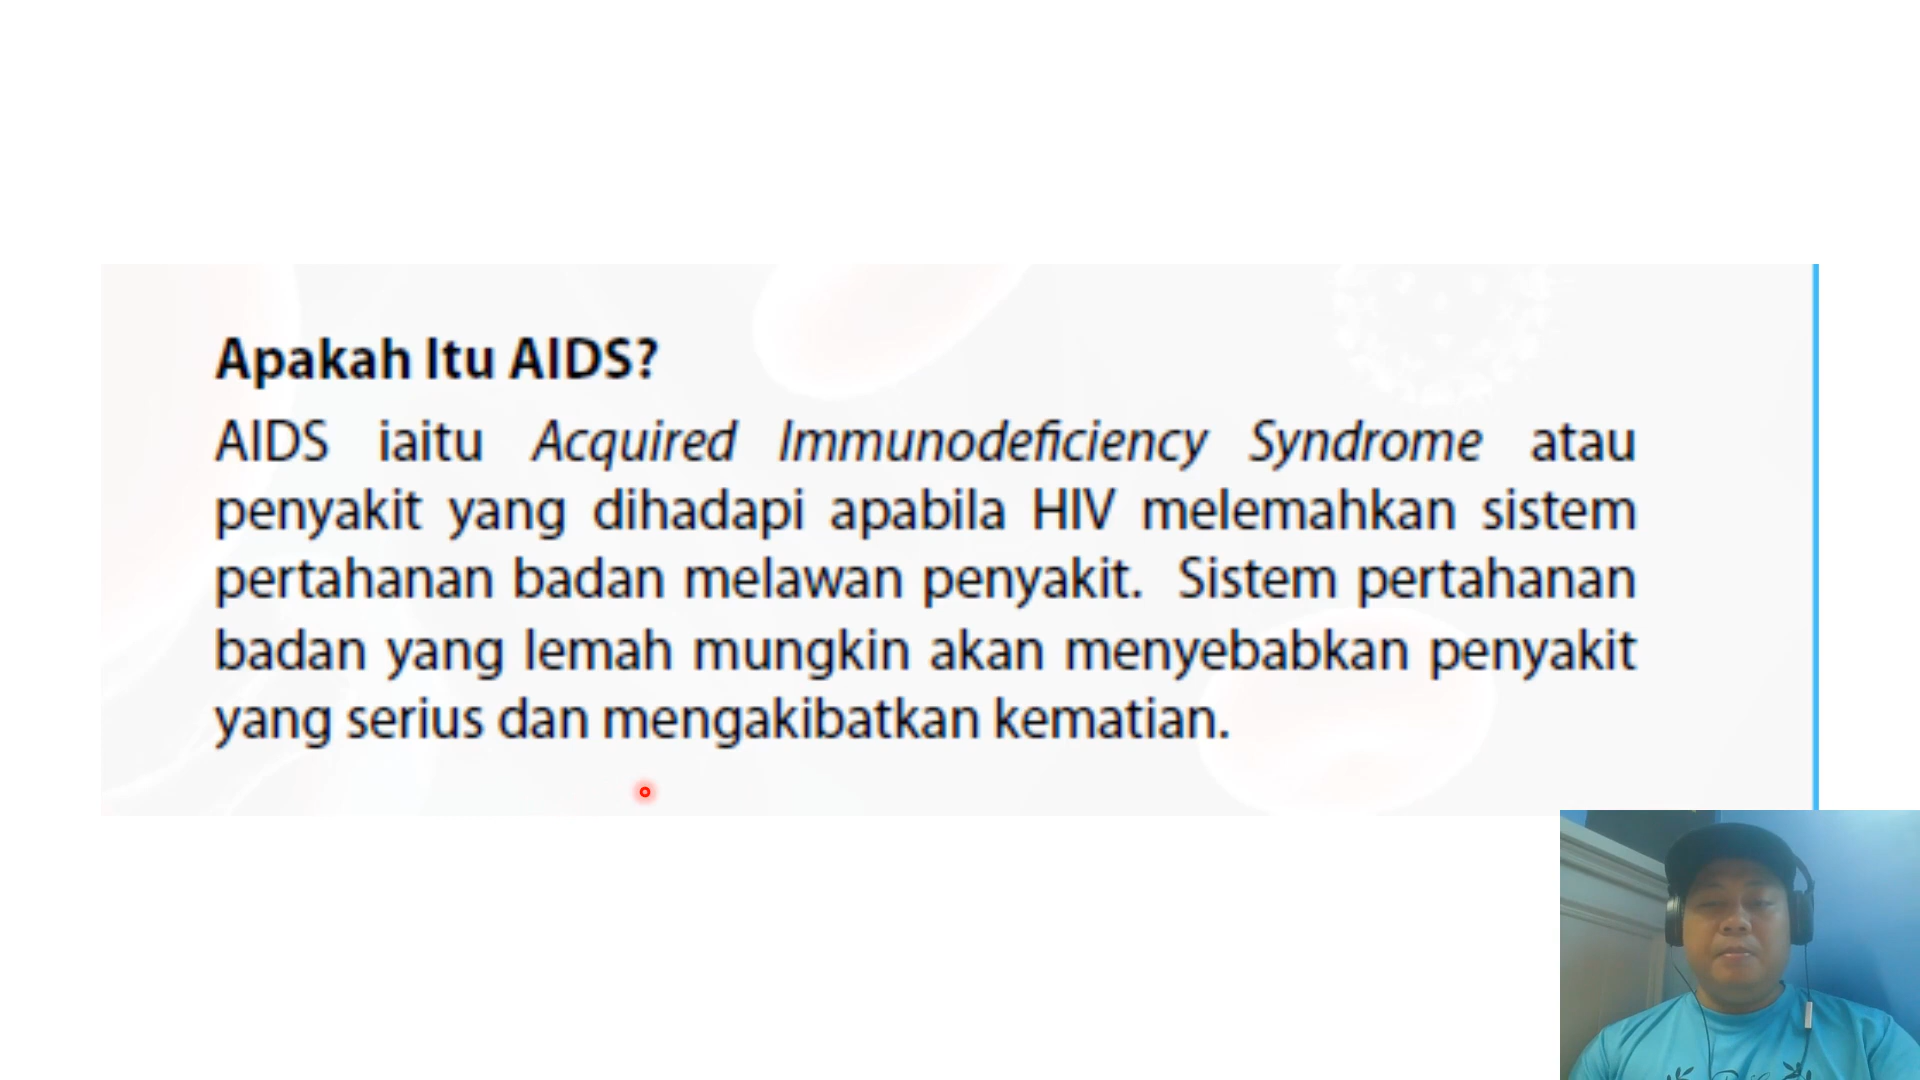 Apakah Itu AIDS?
AIDS iaitu Acquired Immunodeficiency Syndrome atau
penyakit yang dihadapi apabila HIV melemahkan sistem
pertahanan badan melawan penyakit. Sistem pertahanan
badan yang lemah mungkin akan menyebabkan penyakit
yang serius dan mengakibatkan kematian.